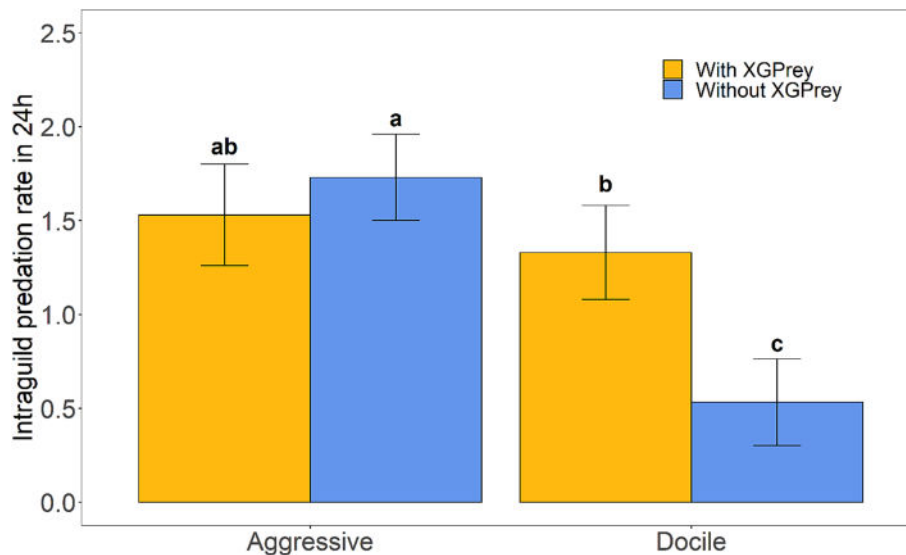 Intraguild predation rate in 24h
2.5
2.0
1.5
1.0
0.5
0.0
With XGPrey
Without XGPrey
ab
a
b
c
Aggressive
Docile